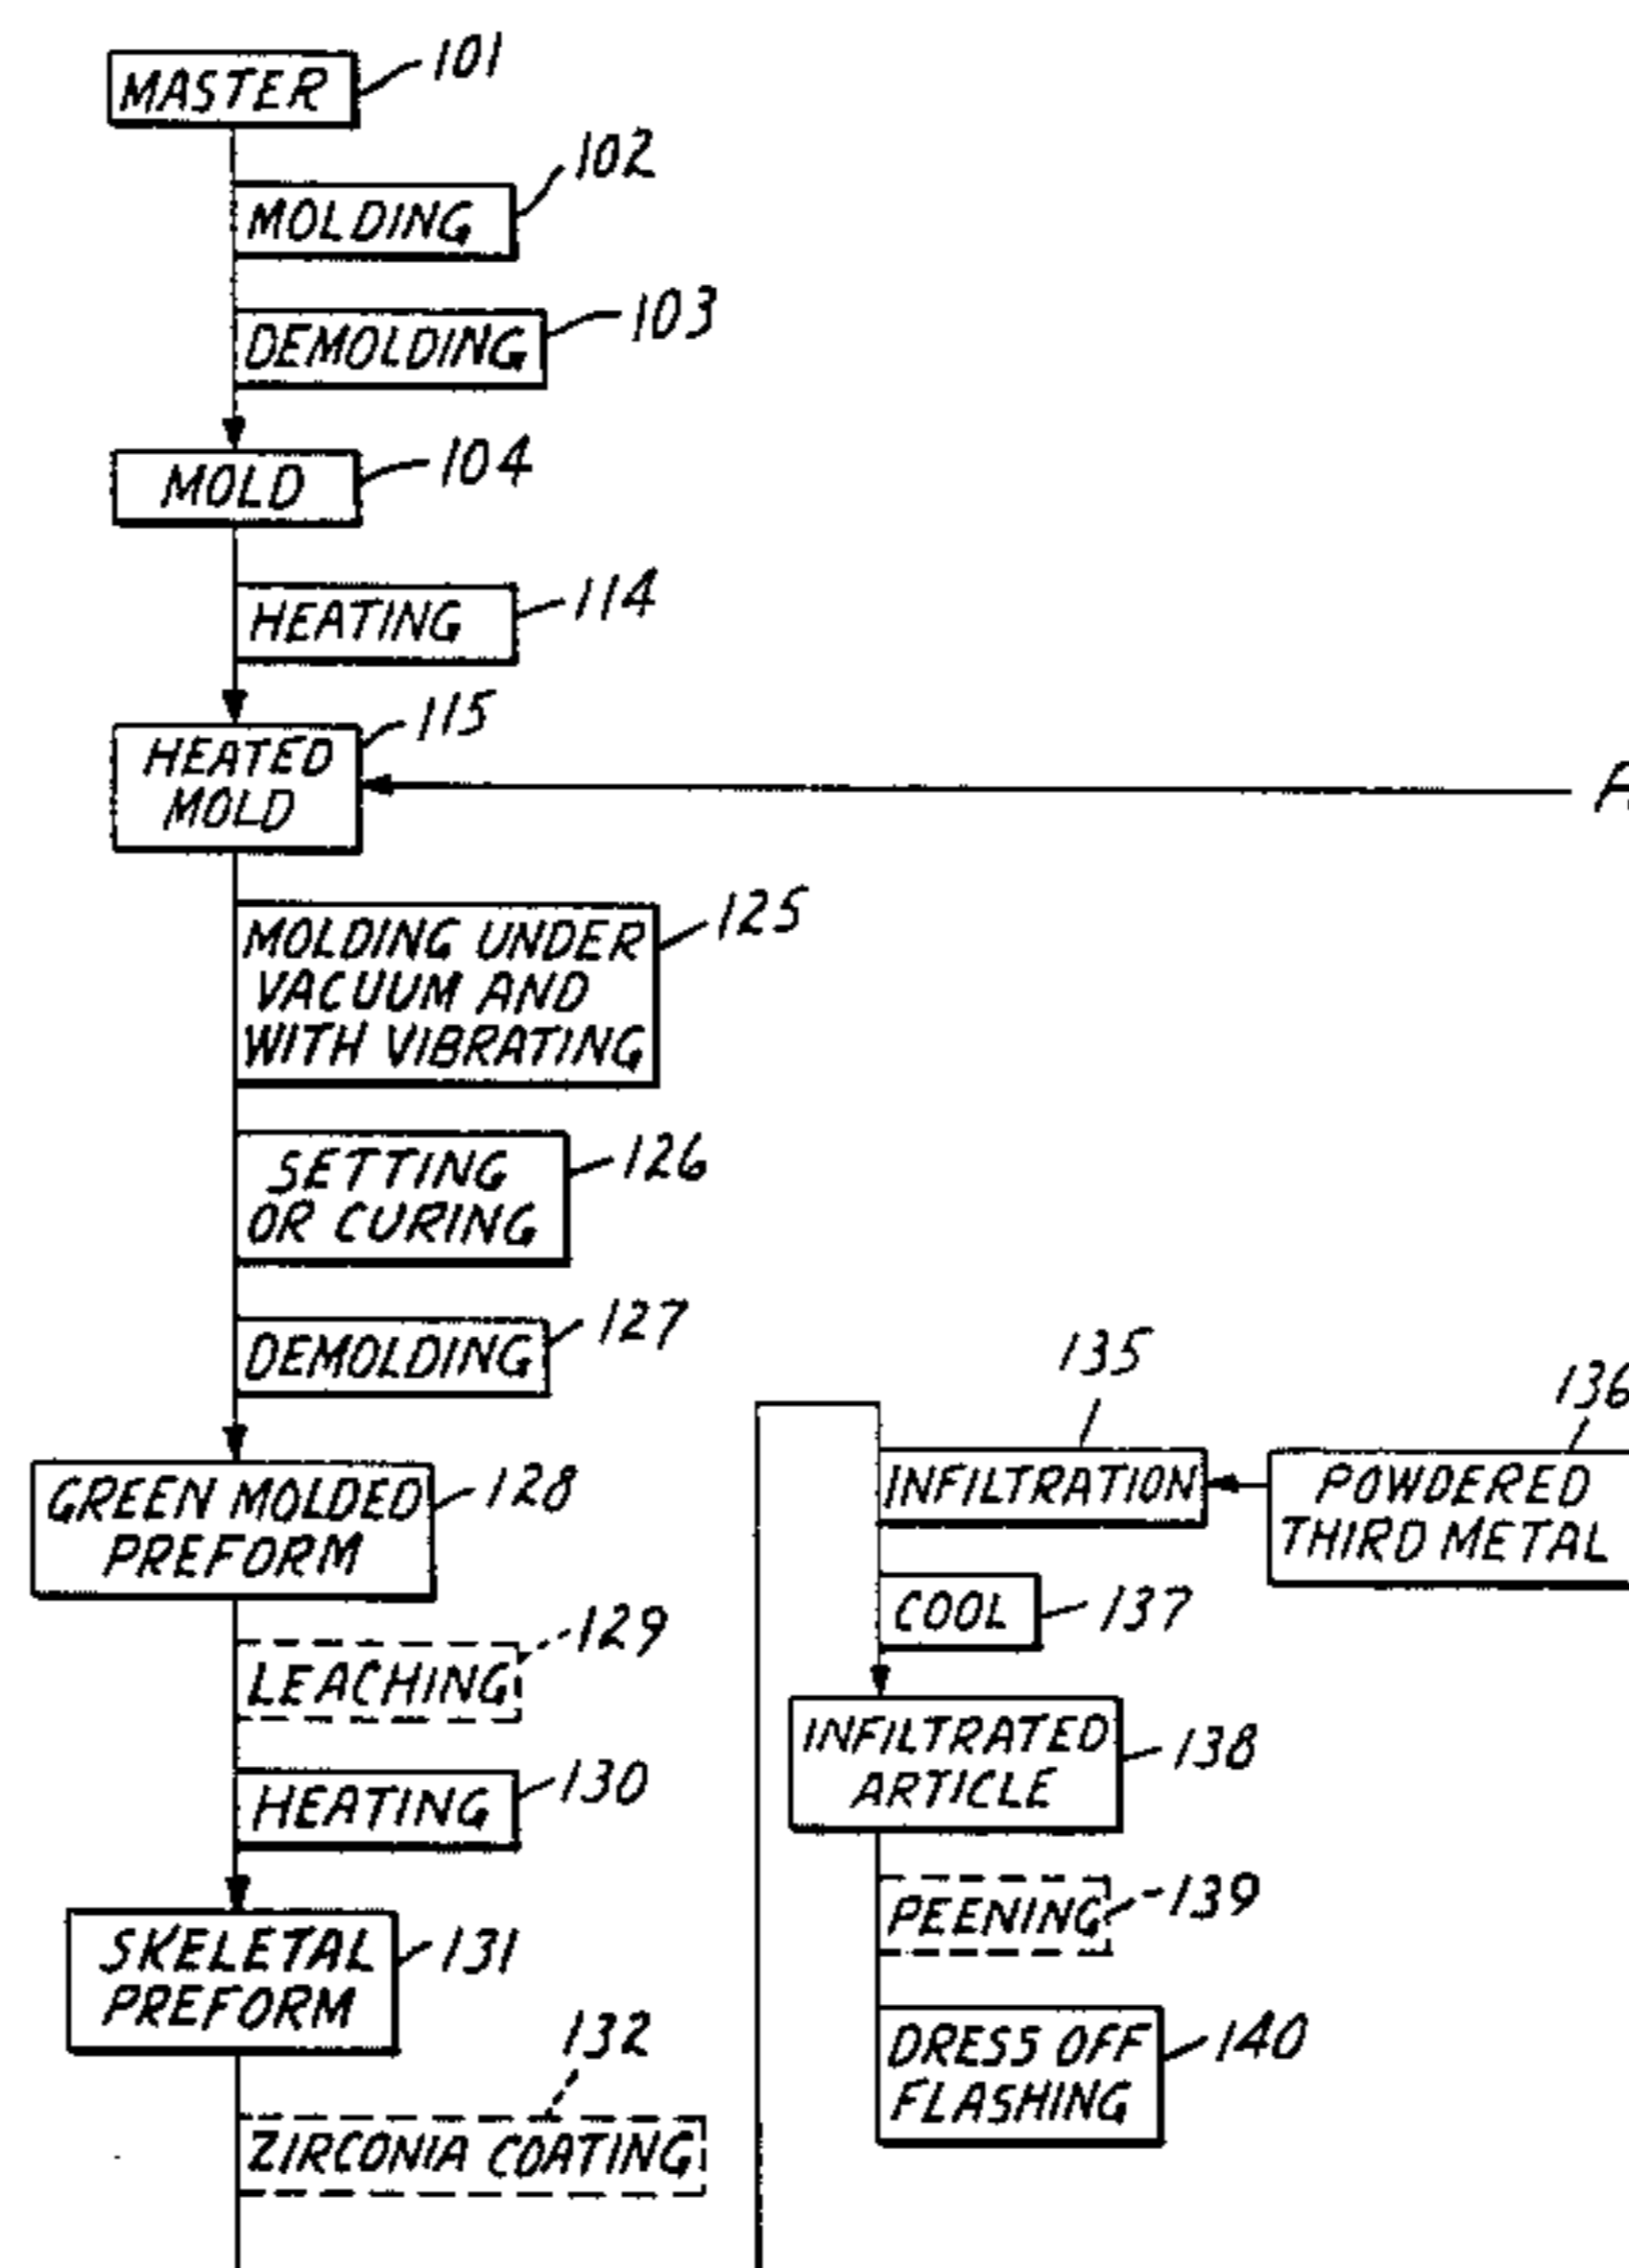 MASTER
101
MOLDING
102
DEMOLDING
103
MOLD
104
HEATING
114
HEATED
MOLD
115
MOLDING UNDER
VACUUM AND
WITH VIBRATING
125
SETTING
OR CURING
126
DEMOLDING
127
GREEN MOLDED
PREFORM
128
LEACHING
129
HEATING
130
SKELETAL
PREFORM
131
ZIRCONIA COATING
132
INFILTRATION
135
POWDERED
THIRD METAL
136
COOL
137
INFILTRATED
ARTICLE
138
PEENING
139
DRESS OFF
FLASHING
140